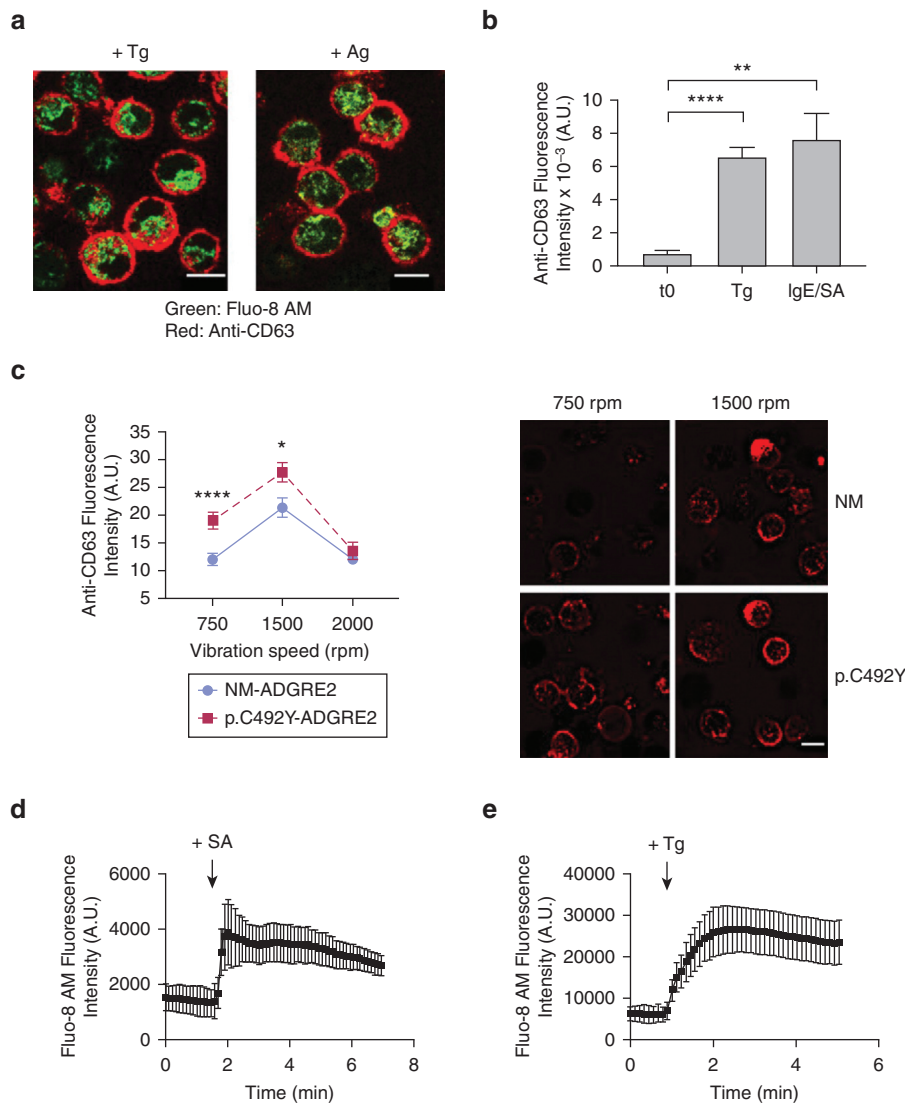 a
+ Tg
+ Ag
Green: Fluo-8 AM
Red: Anti-CD63
b
Anti-CD63 Fluorescence
Intensity x 10⁻³ (A.U.)
10
8
6
4
2
0
**
****
t0
Tg
IgE/SA
c
Anti-CD63 Fluorescence
Intensity (A.U.)
35
30
25
20
15
10
5
****
*
750
1500
2000
Vibration speed (rpm)
NM-ADGRE2
p.C492Y-ADGRE2
750 rpm
1500 rpm
NM
p.C492Y
d
+ SA
Fluo-8 AM Fluorescence
Intensity (A.U.)
6000
4000
2000
0
0
2
4
6
8
Time (min)
e
+ Tg
Fluo-8 AM Fluorescence
Intensity (A.U.)
40000
30000
20000
10000
0
0
2
4
6
Time (min)